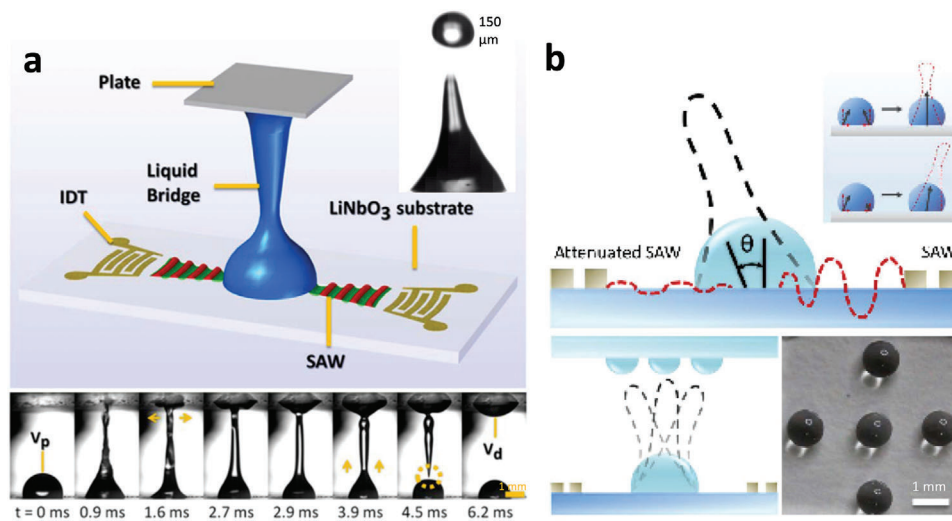 a
150
μm
Plate
Liquid
Bridge
IDT
LiNbO3 substrate
SAW
Vp
Vd
1 mm
t = 0 ms 0.9 ms 1.6 ms 2.7 ms 2.9 ms 3.9 ms 4.5 ms 6.2 ms
b
θ
Attenuated SAW
SAW
1 mm